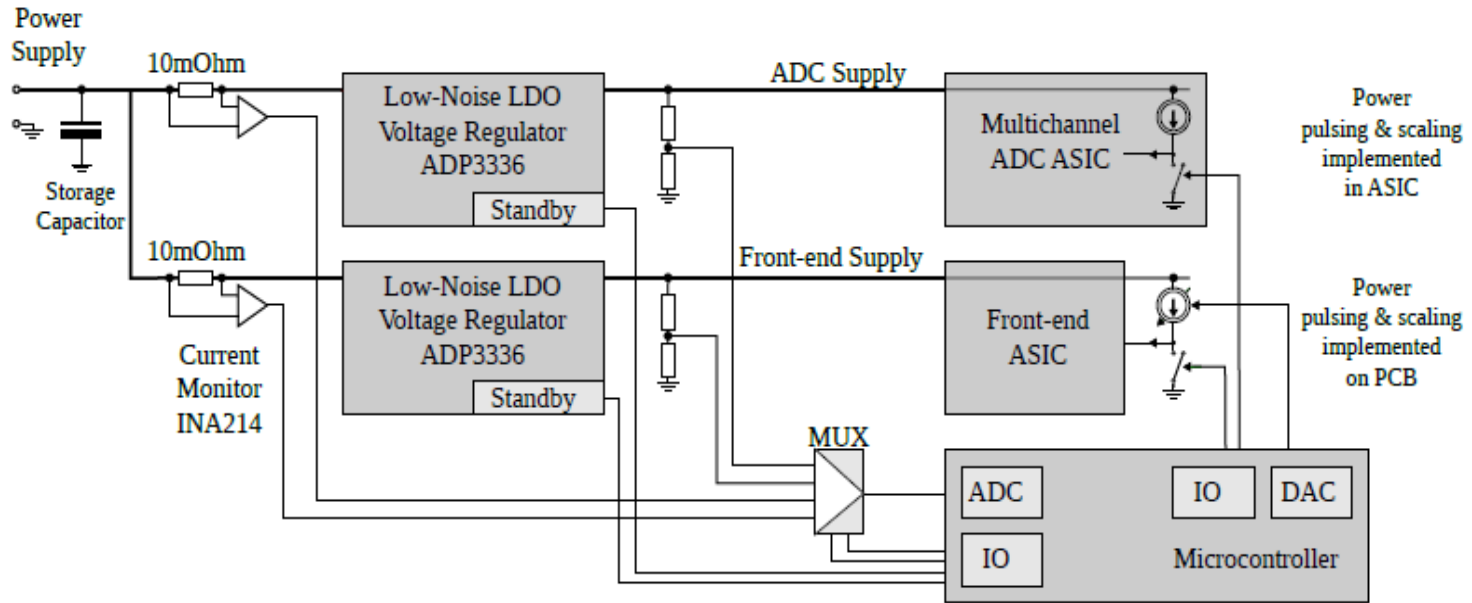 Power
Supply
10mOhm
Storage
Capacitor
Low-Noise LDO
Voltage Regulator
ADP3336
Standby
ADC Supply
Multichannel
ADC ASIC
Power
pulsing & scaling
implemented
in ASIC
10mOhm
Current
Monitor
INA214
Low-Noise LDO
Voltage Regulator
ADP3336
Standby
Front-end Supply
Front-end
ASIC
Power
pulsing & scaling
implemented
on PCB
MUX
ADC
IO
IO
DAC
Microcontroller